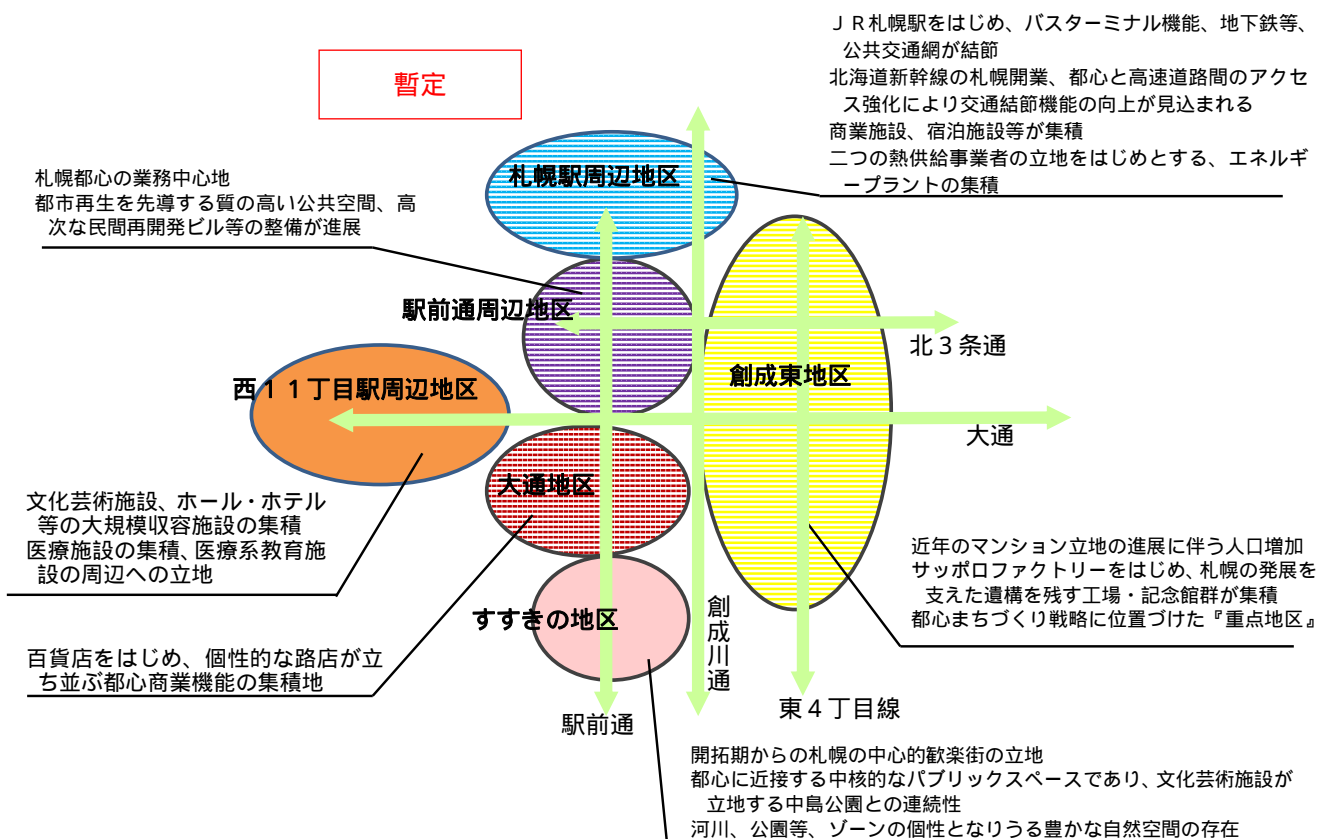 ＪＲ札幌駅をはじめ、バスターミナル機能、地下鉄等、
公共交通網が結節
北海道新幹線の札幌開業、都心と高速道路間のアクセ
ス強化により交通結節機能の向上が見込まれる
商業施設、宿泊施設等が集積
二つの熱供給事業者の立地をはじめとする、エネルギ
ープラントの集積
暫定
札幌都心の業務中心地
都市再生を先導する質の高い公共空間、高
次な民間再開発ビル等の整備が進展
札幌駅周辺地区
駅前通周辺地区
北３条通
創成東地区
西１１丁目駅周辺地区
大通
大通地区
文化芸術施設、ホール・ホテル
等の大規模収容施設の集積
医療施設の集積、医療系教育施
設の周辺への立地
近年のマンション立地の進展に伴う人口増加
サッポロファクトリーをはじめ、札幌の発展を
支えた遺構を残す工場・記念館群が集積
都心まちづくり戦略に位置づけた『重点地区』
すすきの地区
創成川通
百貨店をはじめ、個性的な路店が立
ち並ぶ都心商業機能の集積地
駅前通
東４丁目線
開拓期からの札幌の中心的歓楽街の立地
都心に近接する中核的なパブリックスペースであり、文化芸術施設が
立地する中島公園との連続性
河川、公園等、ゾーンの個性となりうる豊かな自然空間の存在